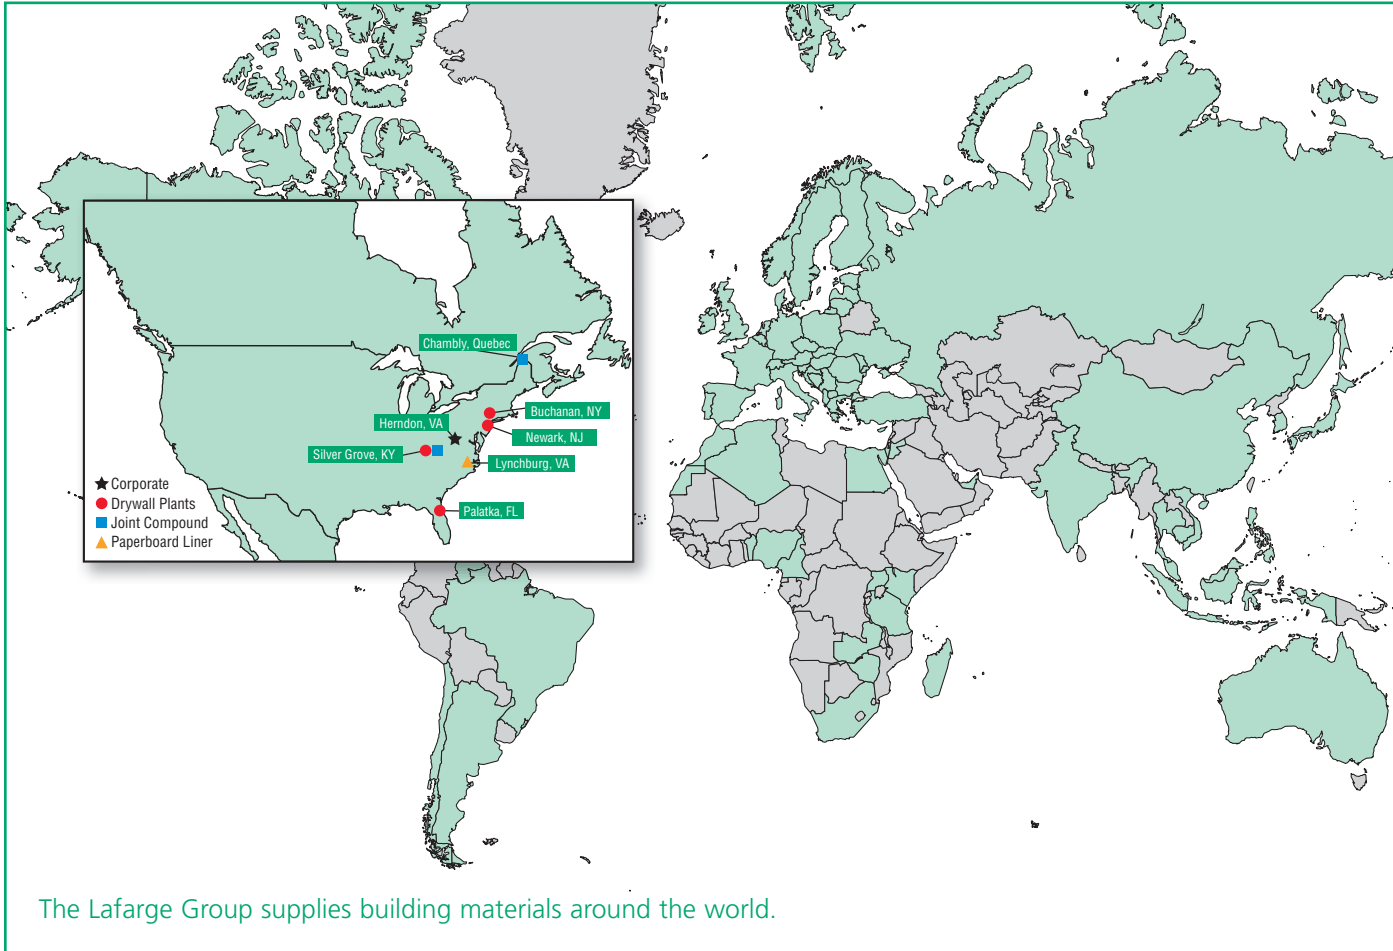 Chambly, Quebec
Buchanan, NY
Herndon, VA
Newark, NJ
Silver Grove, KY
Lynchburg, VA
Palatka, FL
Corporate
Drywall Plants
Joint Compound
Paperboard Liner
The Lafarge Group supplies building materials around the world.